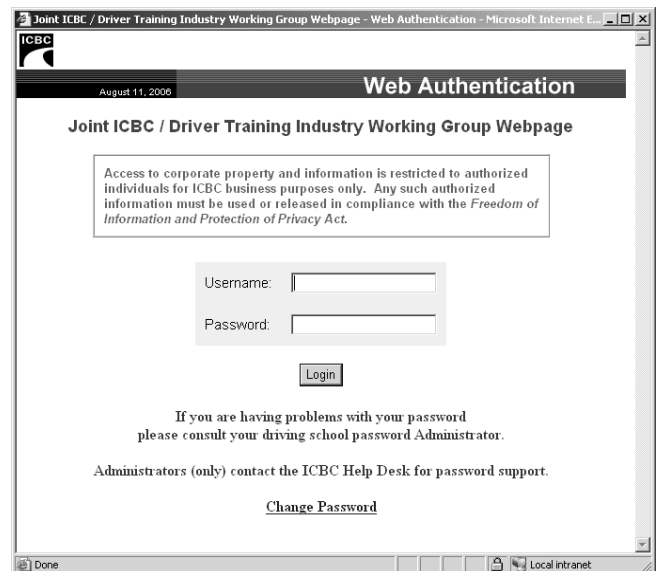 Joint ICBC / Driver Training Industry Working Group Webpage - Web Authentication - Microsoft Internet E...
ICBC
August 11, 2006
Web Authentication
Joint ICBC / Driver Training Industry Working Group Webpage
Access to corporate property and information is restricted to authorized
individuals for ICBC business purposes only. Any such authorized
information must be used or released in compliance with the Freedom of
Information and Protection of Privacy Act.
Username:
Password:
Login
If you are having problems with your password
please consult your driving school password Administrator.
Administrators (only) contact the ICBC Help Desk for password support.
Change Password
Done
Local intranet